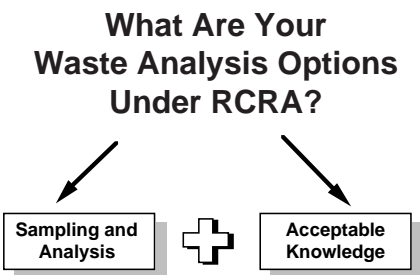 What Are Your
Waste Analysis Options
Under RCRA?
Sampling and
Analysis
Acceptable
Knowledge